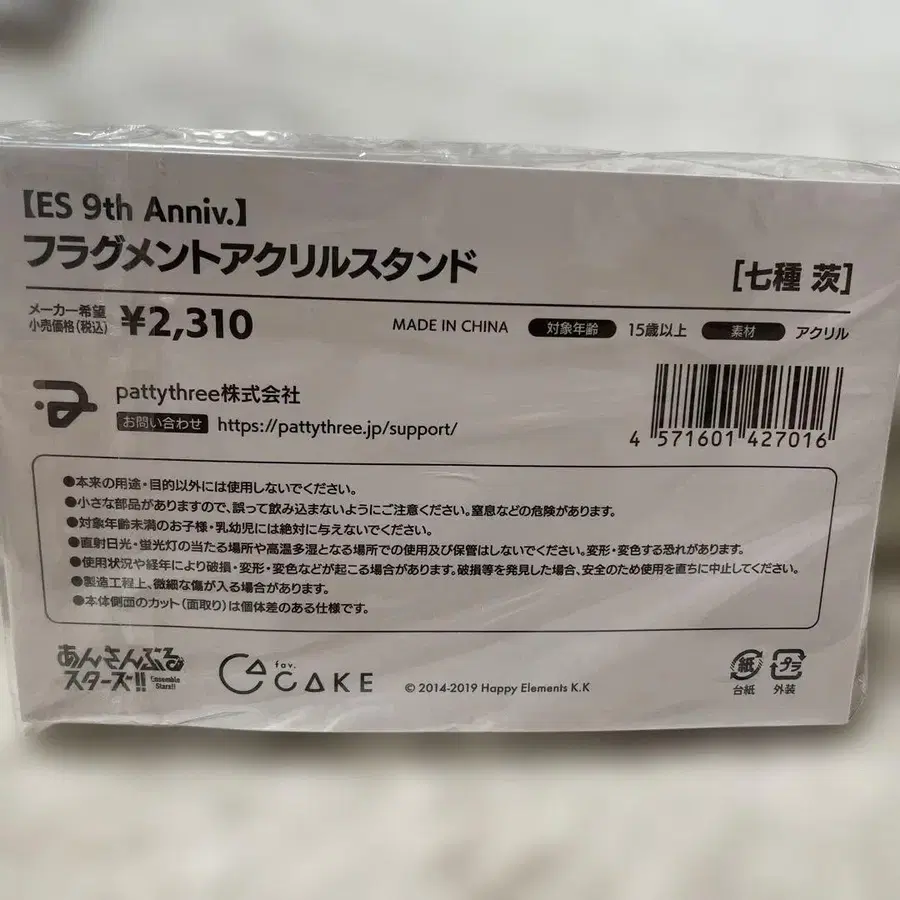 【ES 9th Anniv.】
フラグメントアクリルスタンド
[七種 茨]
メーカー希望
小売価格(税込) ¥2,310
MADE IN CHINA 対象年齢 15歳以上 素材 アクリル
pattythree株式会社
お問い合わせ https://pattythree.jp/support/
4 571601 427016
●本来の用途・目的以外には使用しないでください。
●小さな部品がありますので、誤って飲み込まないようにご注意ください。窒息などの危険があります。
●対象年齢未満のお子様・乳幼児には絶対に与えないでください。
●直射日光・蛍光灯の当たる場所や高温多湿となる場所での使用及び保管はしないでください。変形・変色する恐れがあります。
●使用状況や経年により破損・変形・変色などが起こる場合があります。破損等を発見した場合、安全のため使用を直ちに中止してください。
●製造工程上、微細な傷が入る場合があります。
●本体側面のカット(面取り)は個体差のある仕様です。
あんさんぶる
スターズ!!
Ensemble
Stars!!
fav.
CAKE
© 2014-2019 Happy Elements K.K
紙
台紙
プラ
外装